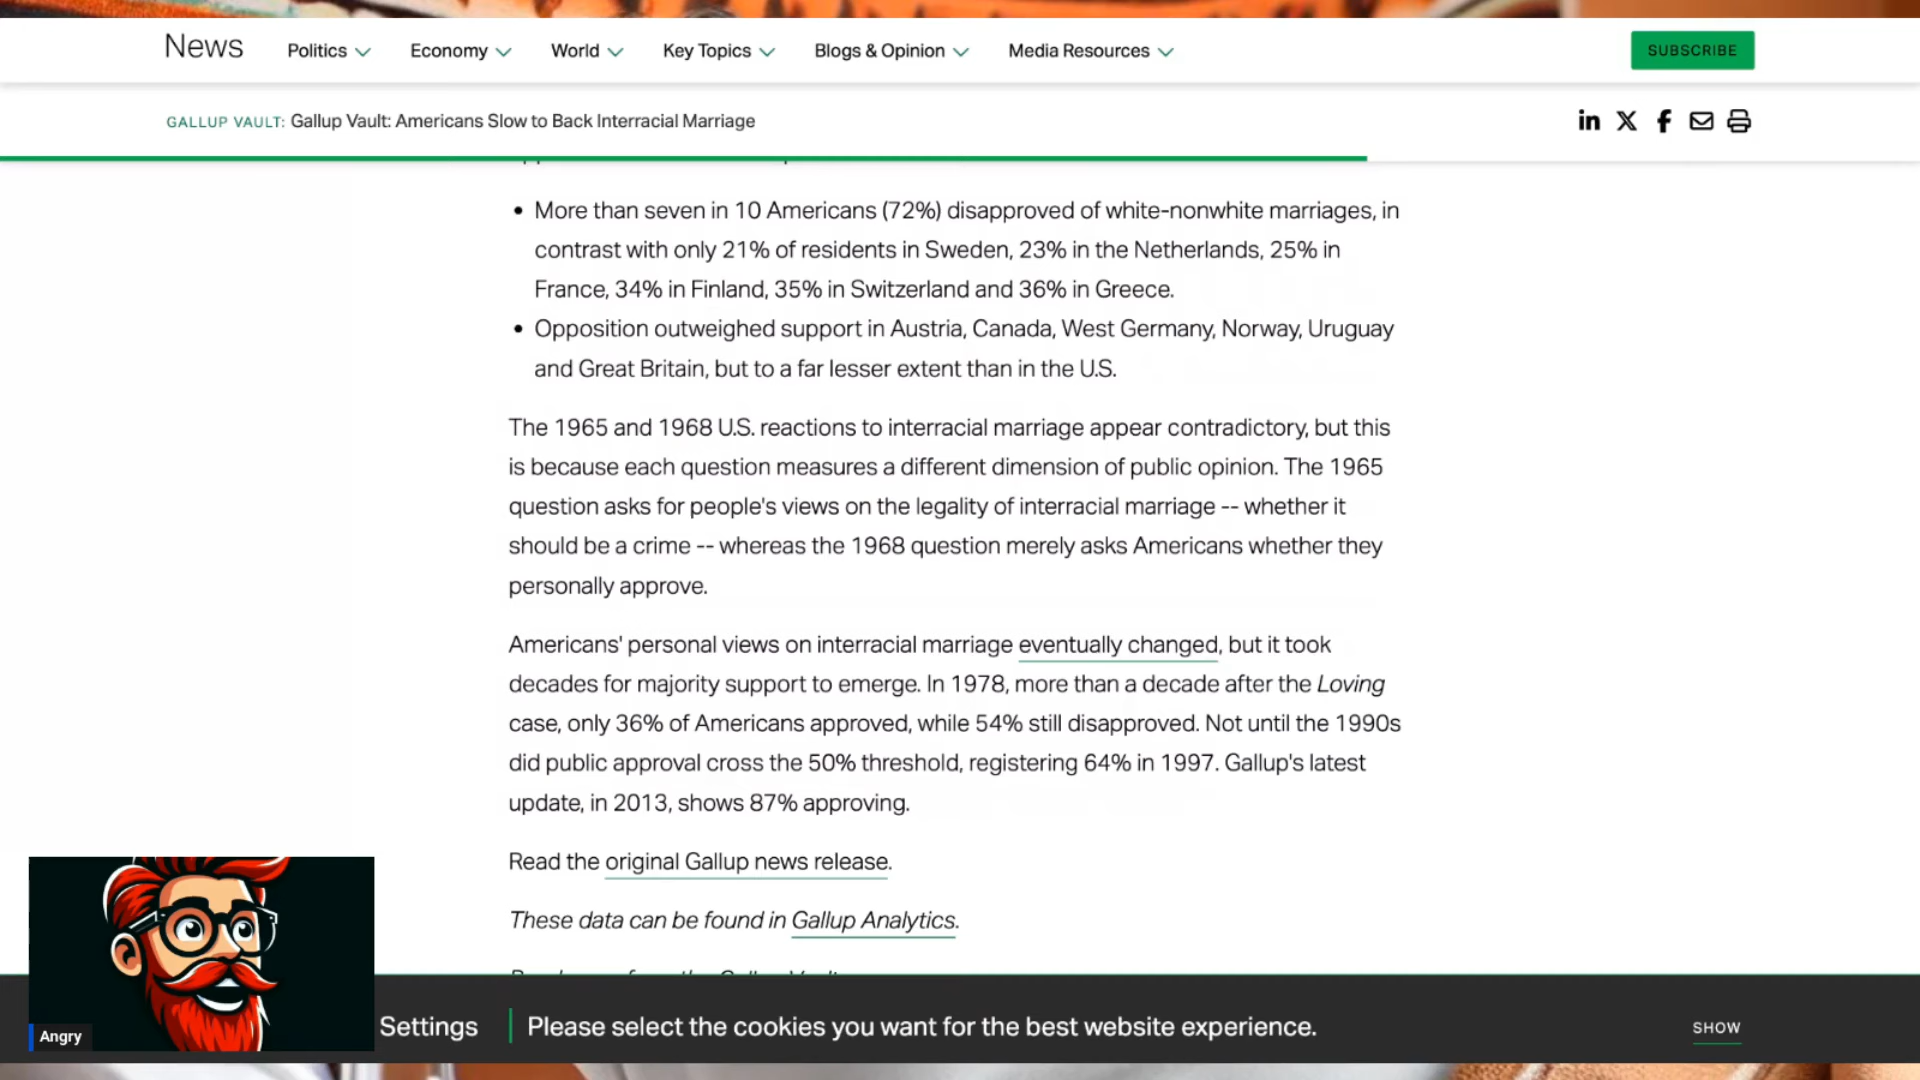 News Politics Economy World Key Topics Blogs & Opinion Media Resources SUBSCRIBE
GALLUP VAULT: Gallup Vault: Americans Slow to Back Interracial Marriage
• More than seven in 10 Americans (72%) disapproved of white-nonwhite marriages, in
contrast with only 21% of residents in Sweden, 23% in the Netherlands, 25% in
France, 34% in Finland, 35% in Switzerland and 36% in Greece.
• Opposition outweighed support in Austria, Canada, West Germany, Norway, Uruguay
and Great Britain, but to a far lesser extent than in the U.S.
The 1965 and 1968 U.S. reactions to interracial marriage appear contradictory, but this
is because each question measures a different dimension of public opinion. The 1965
question asks for people's views on the legality of interracial marriage -- whether it
should be a crime -- whereas the 1968 question merely asks Americans whether they
personally approve.
Americans' personal views on interracial marriage eventually changed, but it took
decades for majority support to emerge. In 1978, more than a decade after the Loving
case, only 36% of Americans approved, while 54% still disapproved. Not until the 1990s
did public approval cross the 50% threshold, registering 64% in 1997. Gallup's latest
update, in 2013, shows 87% approving.
Read the original Gallup news release.
These data can be found in Gallup Analytics.
Settings Please select the cookies you want for the best website experience. SHOW
Angry